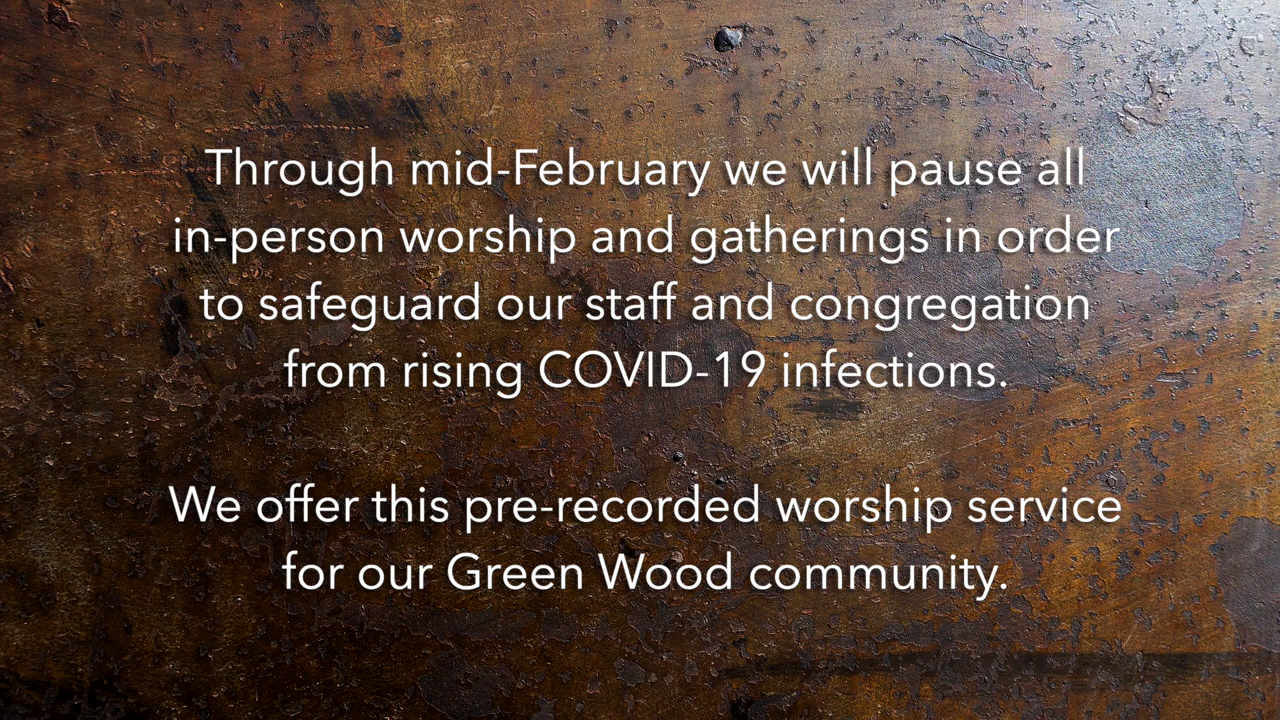 Through mid-February we will pause all
in-person worship and gatherings in order
to safeguard our staff and congregation
from rising COVID-19 infections.
We offer this pre-recorded worship service
for our Green Wood community.